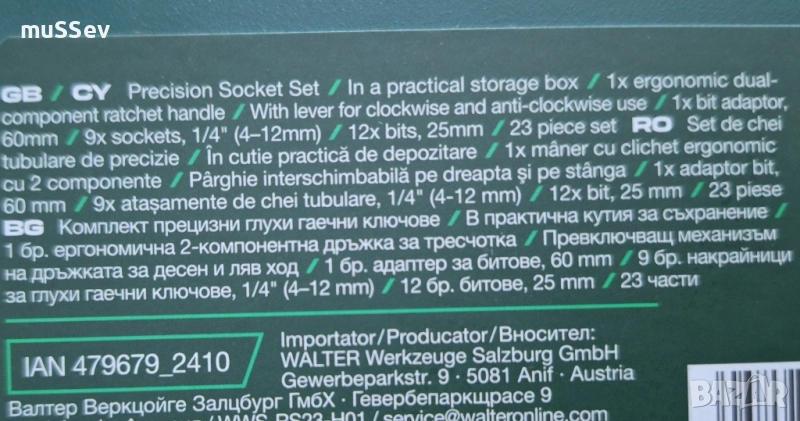 muSSev
GB / CY Precision Socket Set / In a practical storage box / 1x ergonomic dual-
component ratchet handle / With lever for clockwise and anti-clockwise use / 1x bit adaptor,
60mm / 9x sockets, 1/4" (4–12mm) / 12x bits, 25mm / 23 piece set RO Set de chei
tubulare de precizie / În cutie practică de depozitare / 1x mâner cu clichet ergonomic
cu 2 componente / Pârghie interschimbabilă pe dreapta și pe stânga / 1x adaptor bit,
60 mm / 9x atașamente de chei tubulare, 1/4" (4-12 mm) / 12x bit, 25 mm / 23 piese
BG Комплект прецизни глухи гаечни ключове / В практична кутия за съхранение /
1 бр. ергономична 2-компонентна дръжка за тресчотка / Превключващ механизъм
на дръжката за десен и ляв ход / 1 бр. адаптер за битове, 60 mm / 9 бр. накрайници
за глухи гаечни ключове, 1/4" (4–12 mm) / 12 бр. битове, 25 mm / 23 части
IAN 479679_2410
Importator/Producator/Вносител:
WALTER Werkzeuge Salzburg GmbH
Gewerbeparkstr. 9 · 5081 Anif · Austria
Валтер Веркцойге Залцбург ГмбХ · Гевербепаркщрасе 9
/ WWS-PS23-H01 / service@walteronline.com
BAZAR